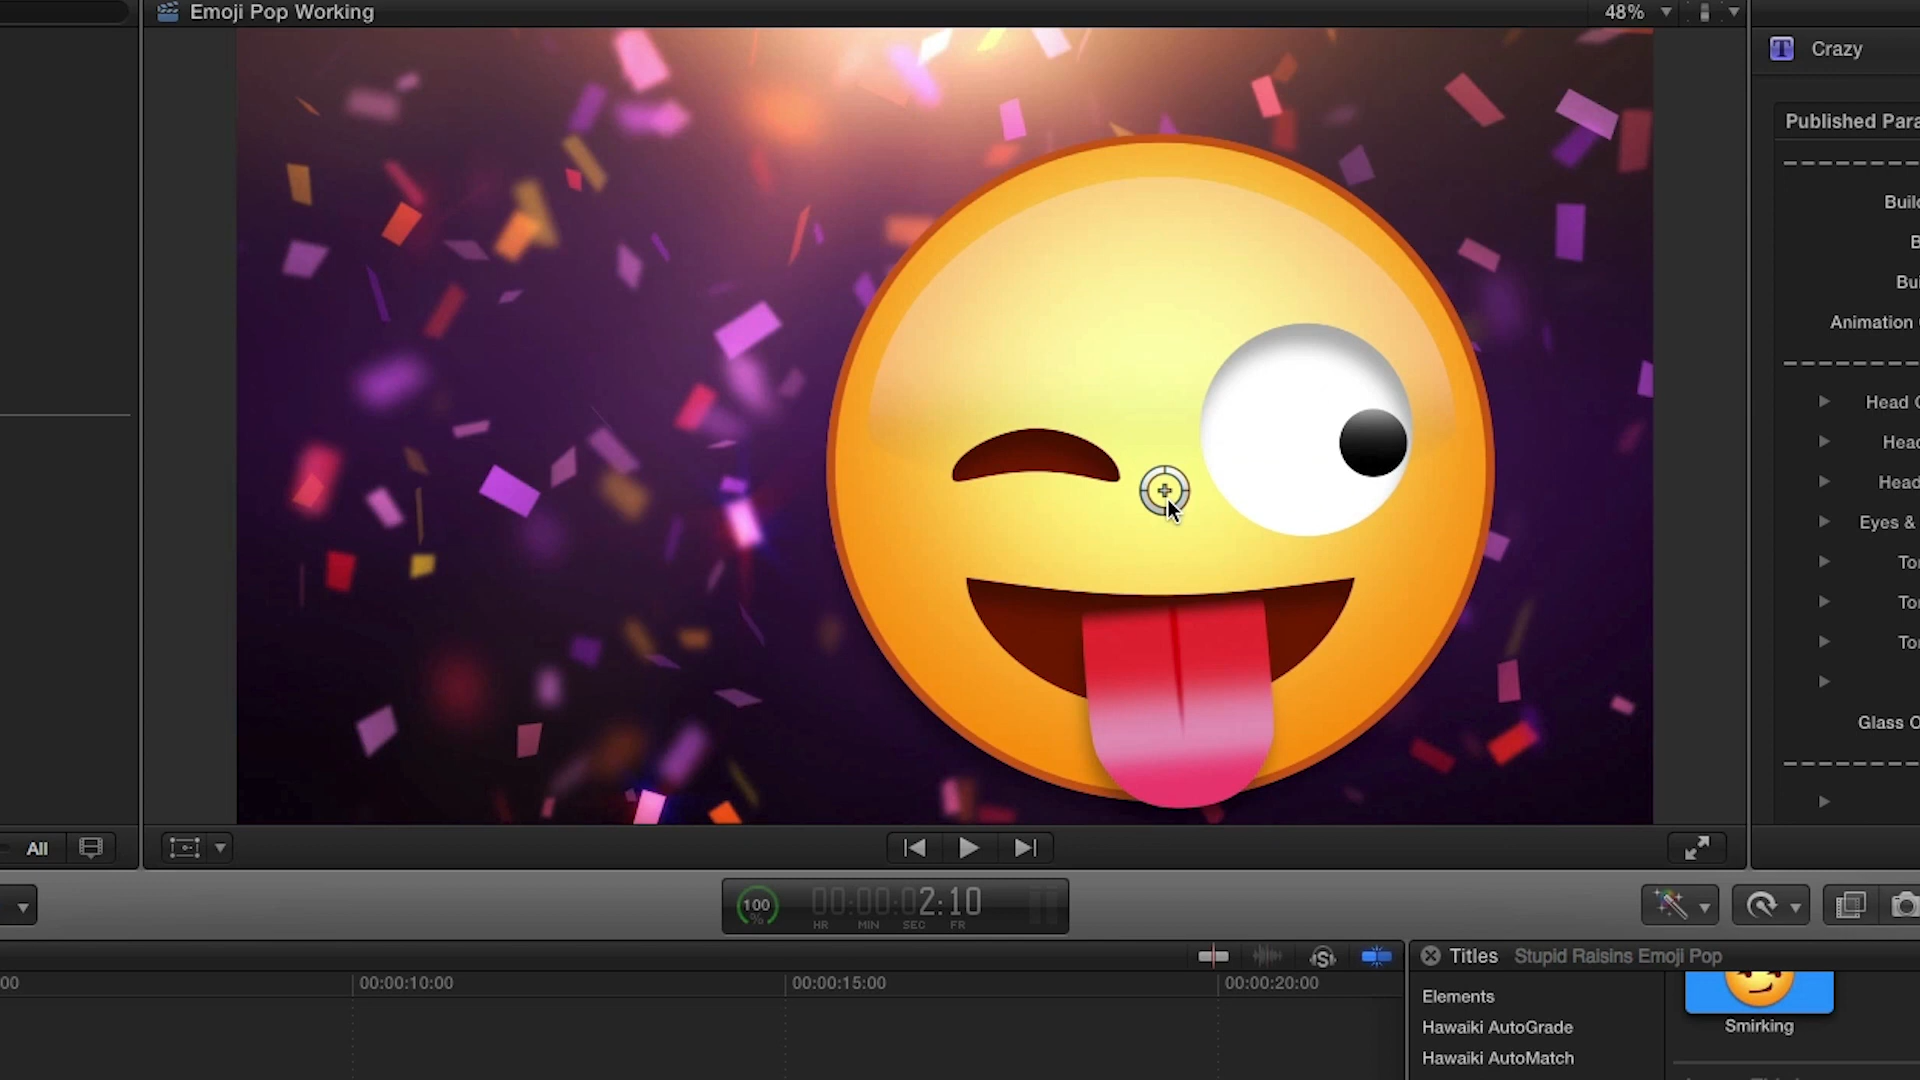 Emoji Pop Working
48%
Crazy
Published Para
Build
B
Bui
Animation
Head
Head
Head
Eyes &
To
To
To
Glass O
All
100
%
00:00:02:10
HR MIN SEC FR
00
00:00:10:00
00:00:15:00
00:00:20:00
Titles Stupid Raisins Emoji Pop
Elements
Hawaiki AutoGrade
Hawaiki AutoMatch
Smirking